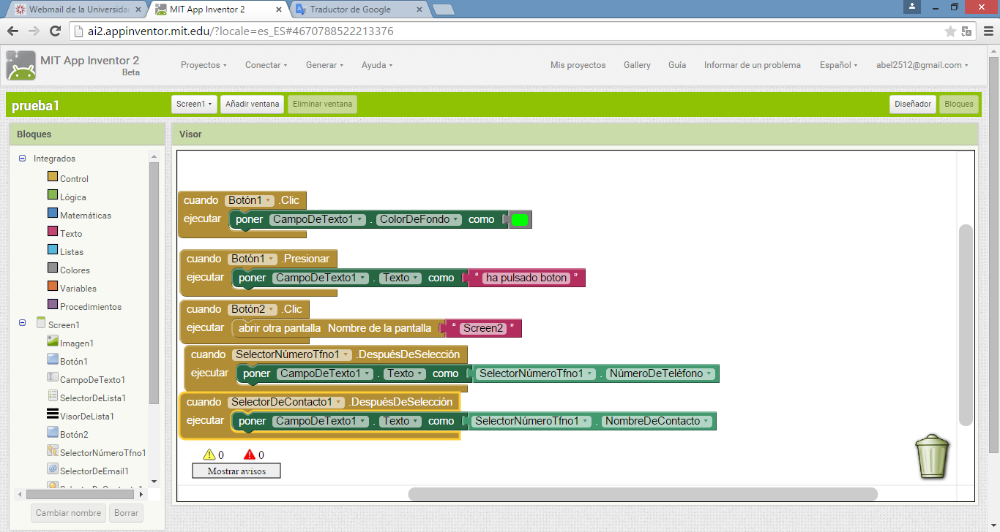 Webmail de la Universida
MIT App Inventor 2
Traductor de Google
ai2.appinventor.mit.edu/?locale=es_ES#4670788522213376
MIT App Inventor 2
Beta
Proyectos
Conectar
Generar
Ayuda
Mis proyectos
Gallery
Guía
Informar de un problema
Español
abel2512@gmail.com
prueba1
Screen1
Añadir ventana
Eliminar ventana
Diseñador
Bloques
Bloques
Visor
Integrados
Control
Lógica
Matemáticas
Texto
Listas
Colores
Variables
Procedimientos
Screen1
Imagen1
Botón1
CampoDeTexto1
SelectorDeLista1
VisorDeLista1
Botón2
SelectorNúmeroTfno1
SelectorDeEmail1
SelectorDeContacto1
Cambiar nombre
Borrar
cuando Botón1 .Clic
ejecutar poner CampoDeTexto1 . ColorDeFondo como
cuando Botón1 .Presionar
ejecutar poner CampoDeTexto1 . Texto como “ ha pulsado boton ”
cuando Botón2 .Clic
ejecutar abrir otra pantalla Nombre de la pantalla “ Screen2 ”
cuando SelectorNúmeroTfno1 .DespuésDeSelección
ejecutar poner CampoDeTexto1 . Texto como SelectorNúmeroTfno1 . NúmeroDeTeléfono
cuando SelectorDeContacto1 .DespuésDeSelección
ejecutar poner CampoDeTexto1 . Texto como SelectorNúmeroTfno1 . NombreDeContacto
0 0
Mostrar avisos